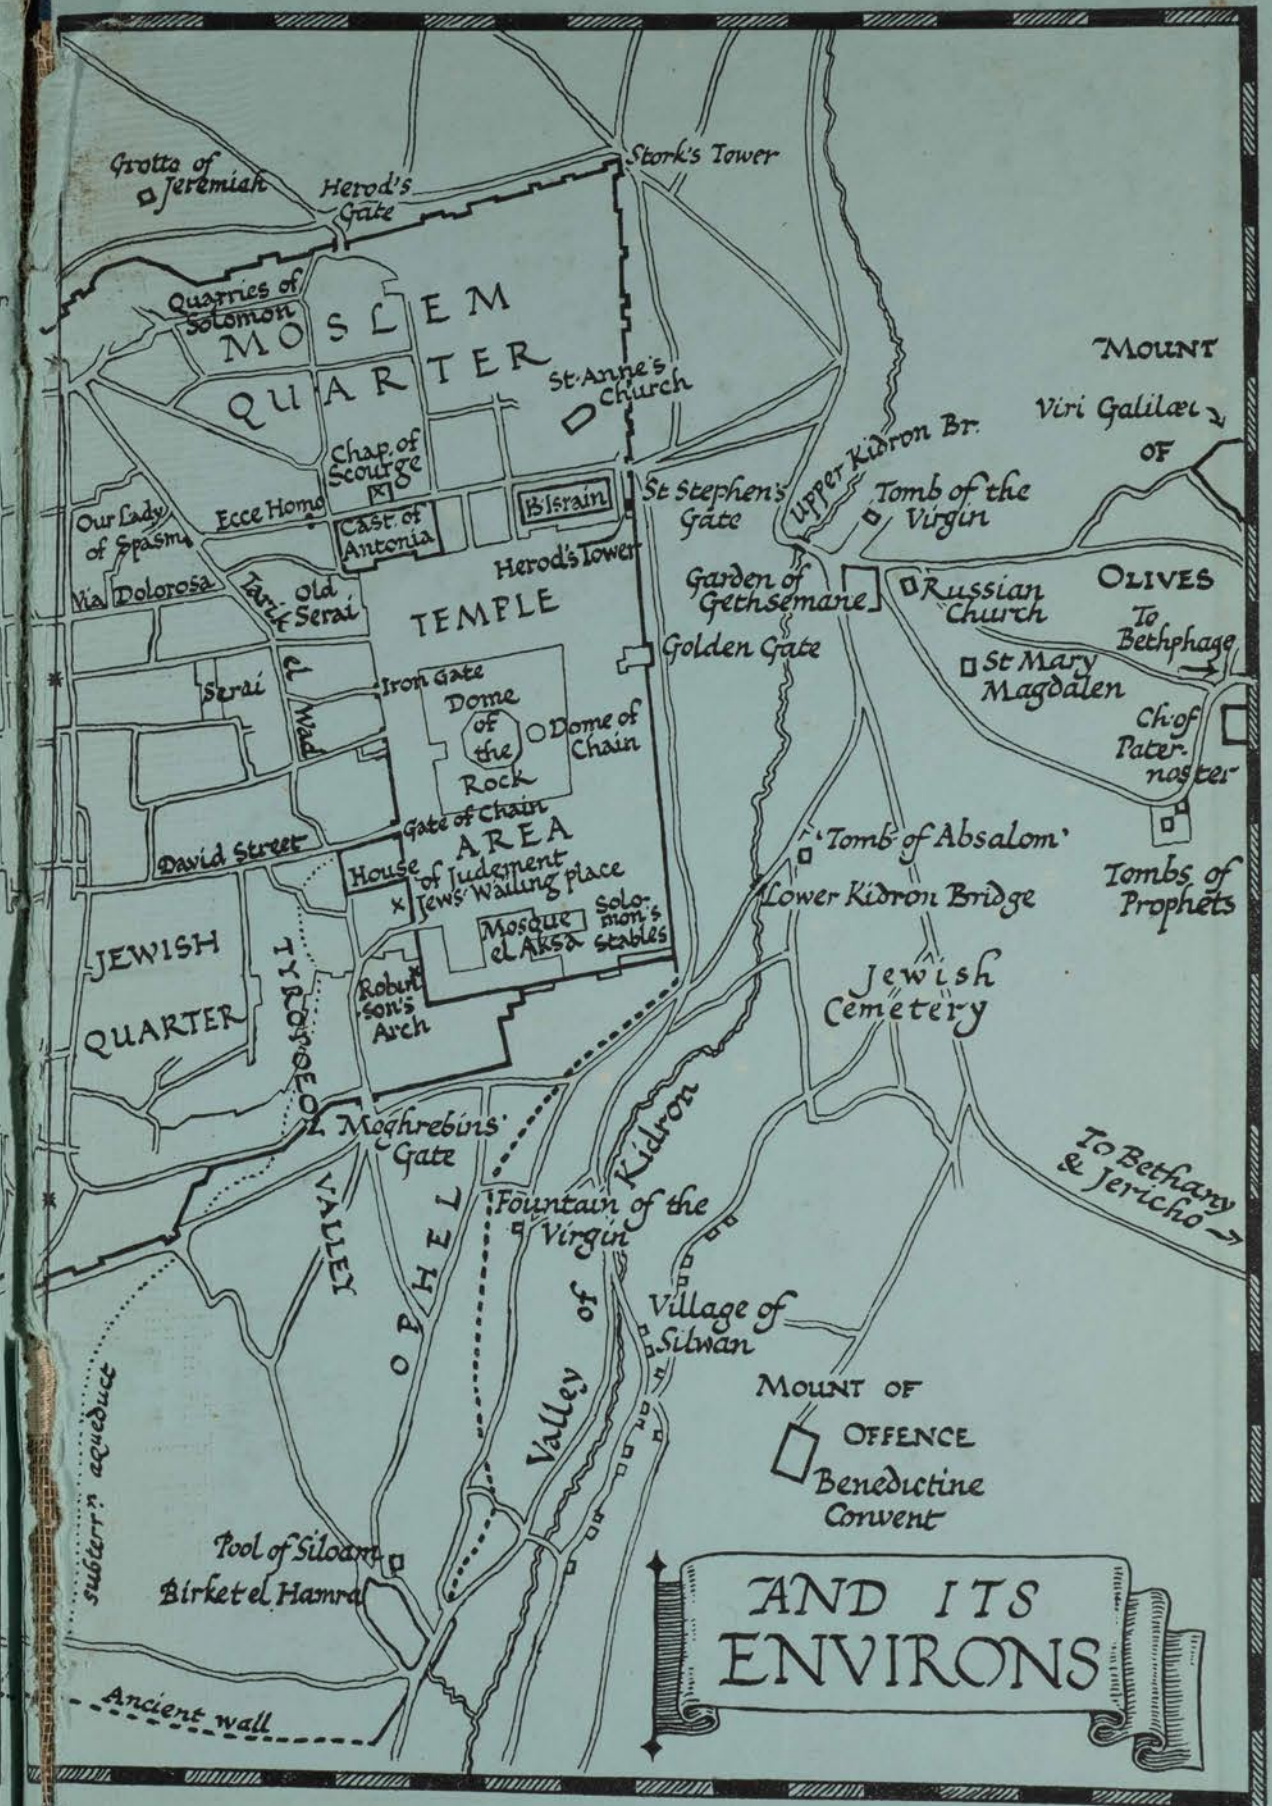 Grotto of
Jeremiah
Herod's
Gate
Stork's Tower
Quarries of
Solomon
MOSLEM
QUARTER
St. Anne's
Church
MOUNT
Viri Galilæi
OF
OLIVES
Chap. of
Scourge
Upper Kidron Br.
Our Lady
of Spasm
Ecce Homo
Cast. of
Antonia
B. Israin
St Stephen's
Gate
Tomb of the
Virgin
Herod's Tower
Via Dolorosa
Tarik
el
Wad
Old
Serai
TEMPLE
Garden of
Gethsemane
Russian
Church
To
Bethphage
Golden Gate
St Mary
Magdalen
Serai
Iron Gate
Dome
of
the
Rock
Dome of
Chain
Ch. of
Pater-
noster
Gate of Chain
AREA
David Street
House
of Judgment
Jews' Wailing place
'Tomb of Absalom'
Lower Kidron Bridge
Tombs of
Prophets
Mosque
el Aksa
Solo-
mon's
Stables
JEWISH
QUARTER
TYROPOEON
VALLEY
Robin-
son's
Arch
Jewish
Cemetery
Moghrebins'
Gate
OPHEL
Fountain of the
Virgin
Valley
of
Kidron
To Bethany
& Jericho
Village of
Silwan
MOUNT OF
OFFENCE
Benedictine
Convent
subterrn aqueduct
Pool of Siloam
Birket el Hamra
Ancient wall
AND ITS
ENVIRONS